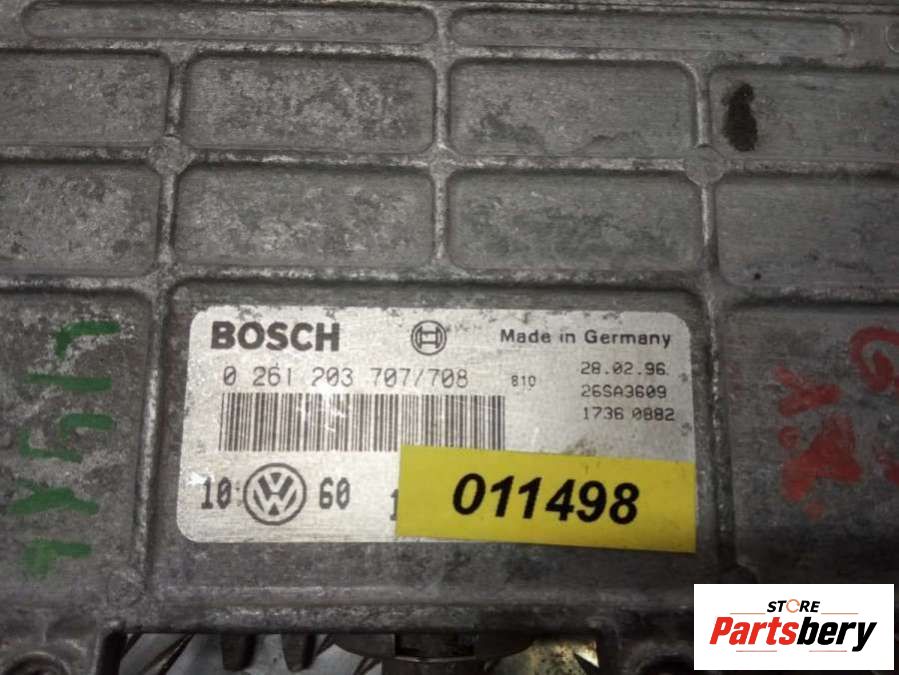 BOSCH
Made in Germany
0 261 203 707/708
810
28.02.96
26SA3609
1736 0882
10
60
1
011498
STORE
Partsbery